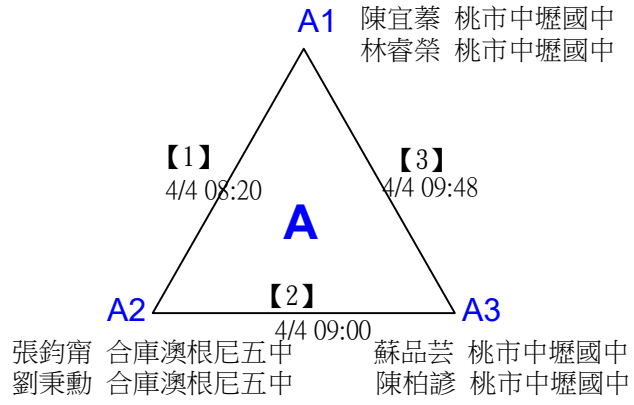 A1
陳宜蓁 桃市中壢國中
林睿榮 桃市中壢國中
【1】
4/4 08:20
【3】
4/4 09:48
A
A2
【2】
4/4 09:00
A3
張鈞甯 合庫澳根尼五中
劉秉勳 合庫澳根尼五中
蘇品芸 桃市中壢國中
陳柏諺 桃市中壢國中